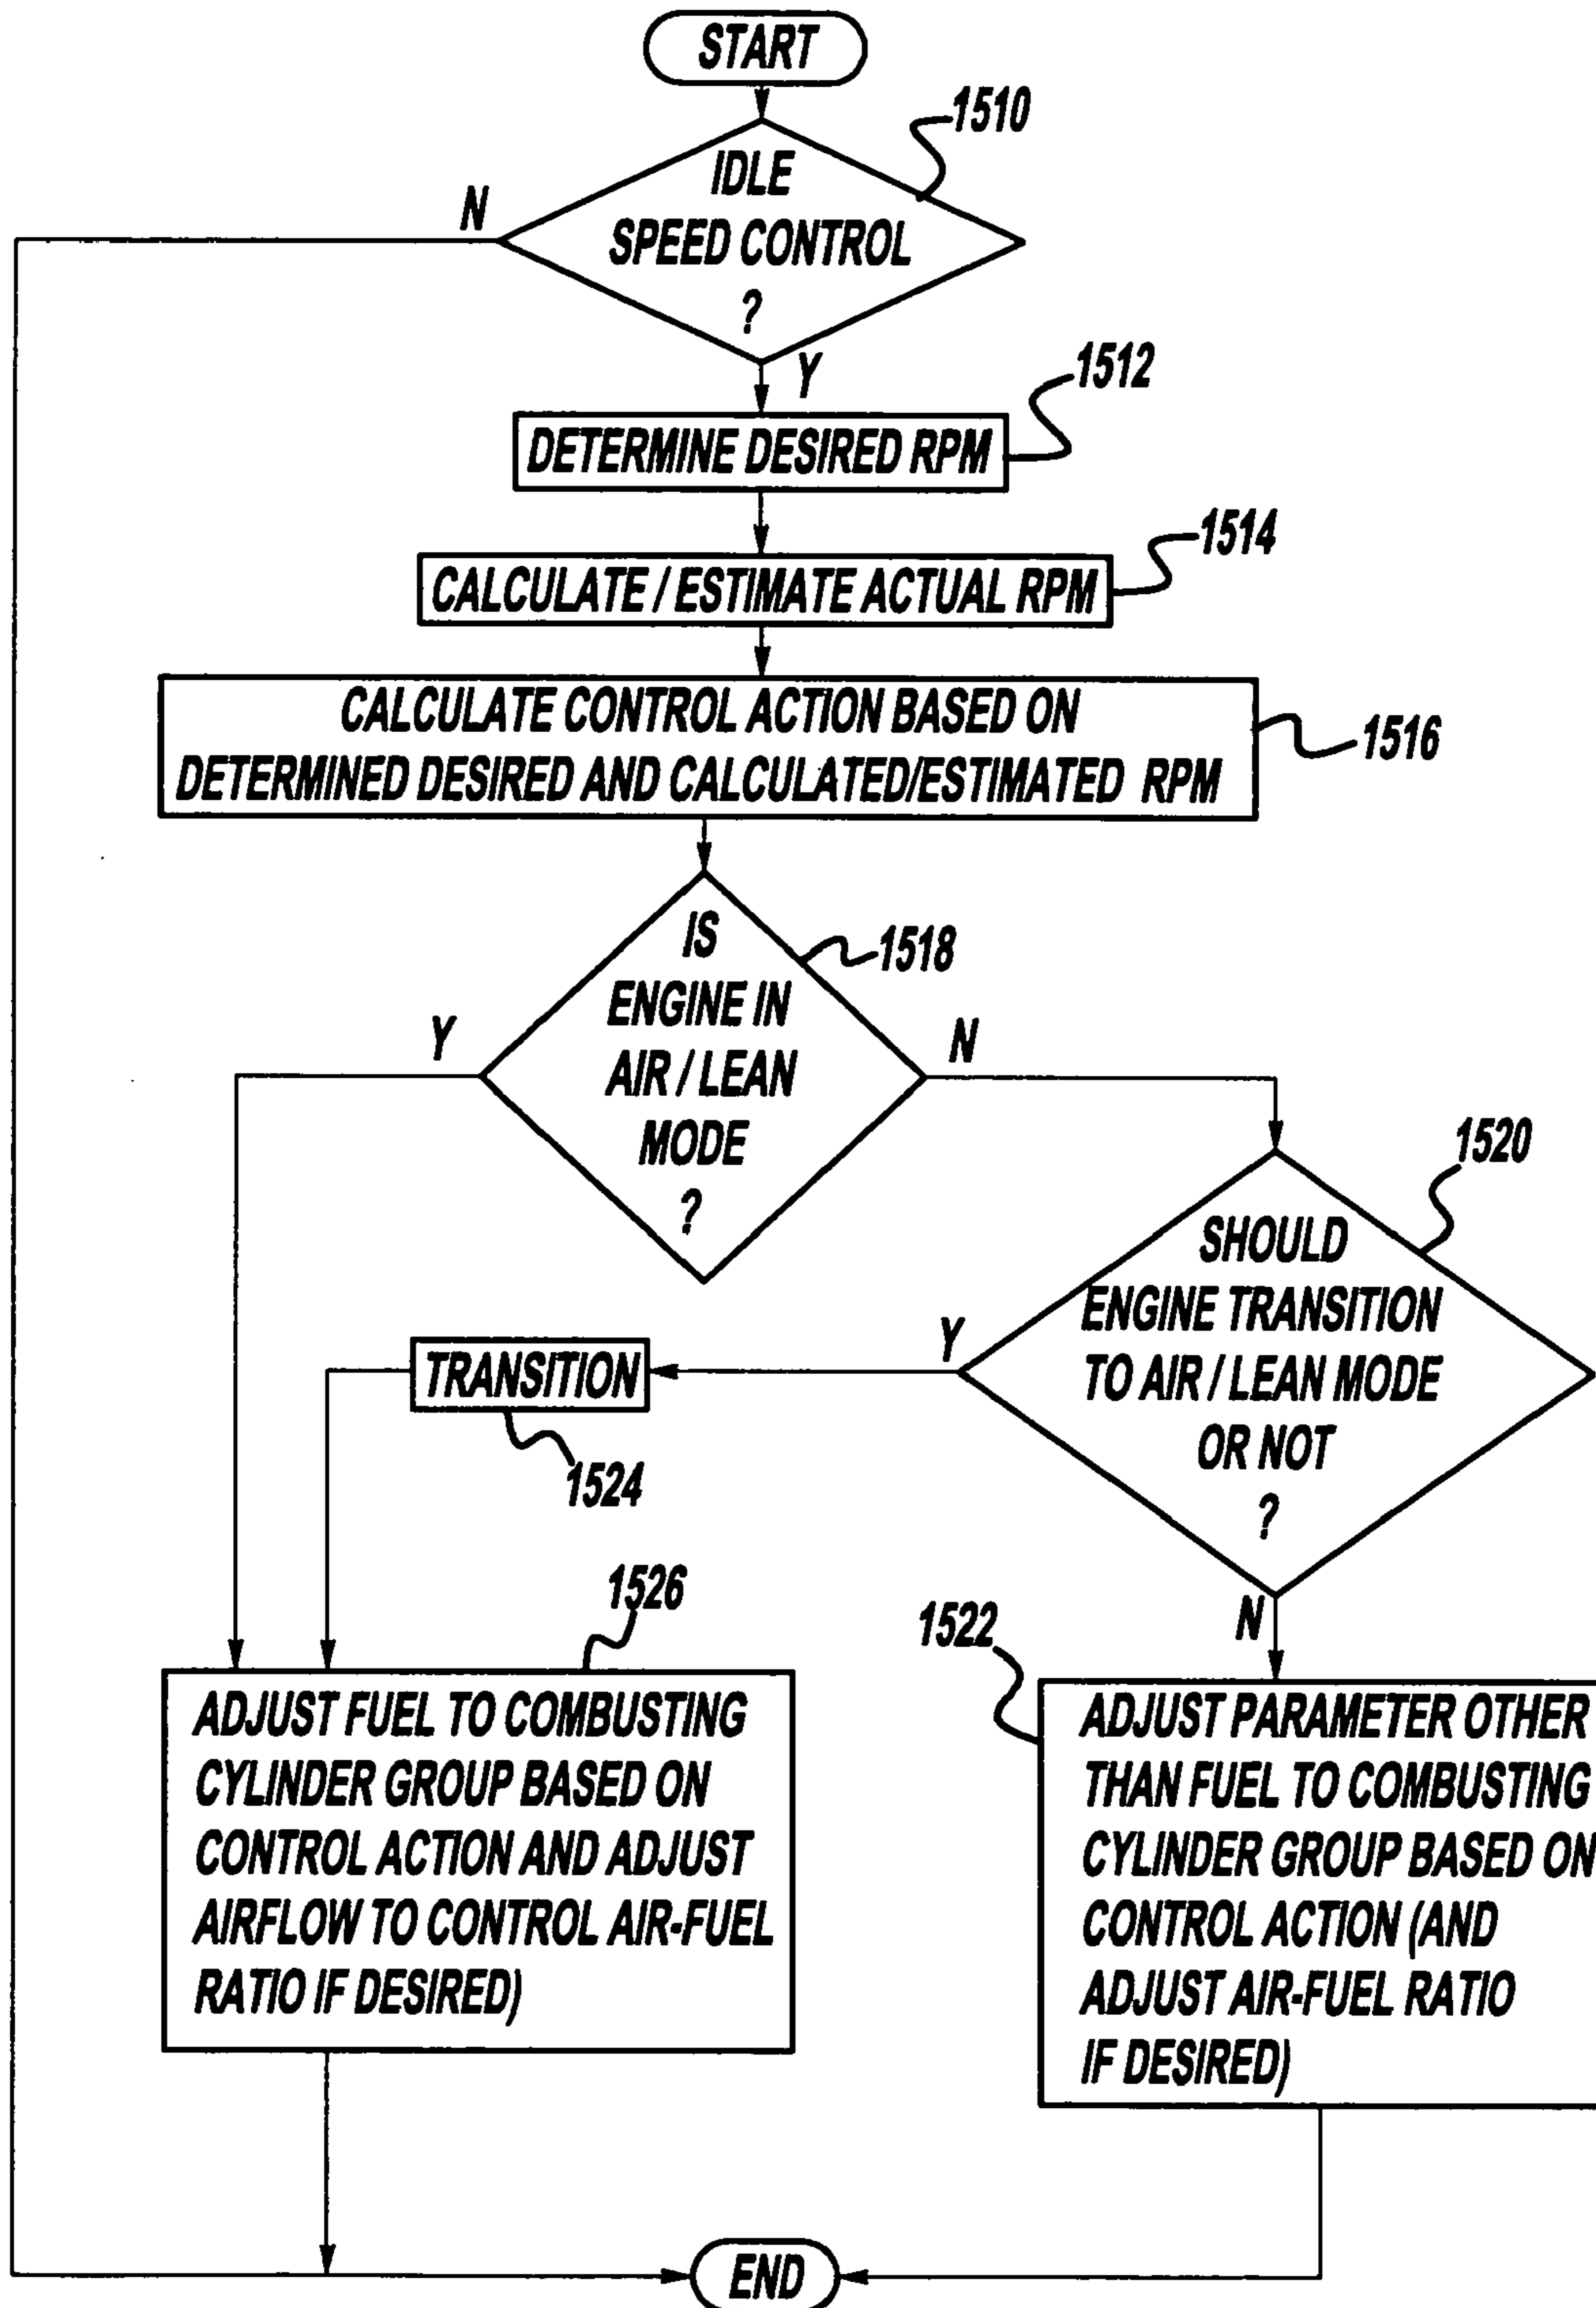 START
1510
IDLE
SPEED CONTROL
?
N
Y
1512
DETERMINE DESIRED RPM
1514
CALCULATE / ESTIMATE ACTUAL RPM
CALCULATE CONTROL ACTION BASED ON
DETERMINED DESIRED AND CALCULATED/ESTIMATED RPM
1516
IS
ENGINE IN
AIR / LEAN
MODE
?
1518
Y
N
1520
SHOULD
ENGINE TRANSITION
TO AIR / LEAN MODE
OR NOT
?
Y
TRANSITION
1524
N
1526
1522
ADJUST FUEL TO COMBUSTING
CYLINDER GROUP BASED ON
CONTROL ACTION AND ADJUST
AIRFLOW TO CONTROL AIR-FUEL
RATIO IF DESIRED)
ADJUST PARAMETER OTHER
THAN FUEL TO COMBUSTING
CYLINDER GROUP BASED ON
CONTROL ACTION (AND
ADJUST AIR-FUEL RATIO
IF DESIRED)
END